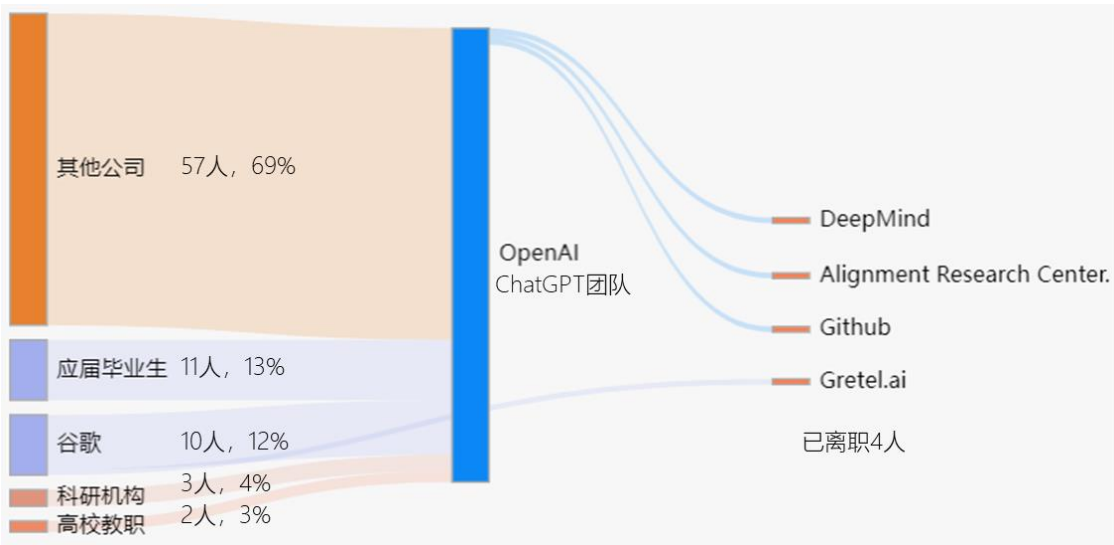 其他公司 57人，69%
应届毕业生 11人，13%
谷歌 10人，12%
科研机构 3人，4%
高校教职 2人，3%
OpenAI
ChatGPT团队
DeepMind
Alignment Research Center.
Github
Gretel.ai
已离职4人